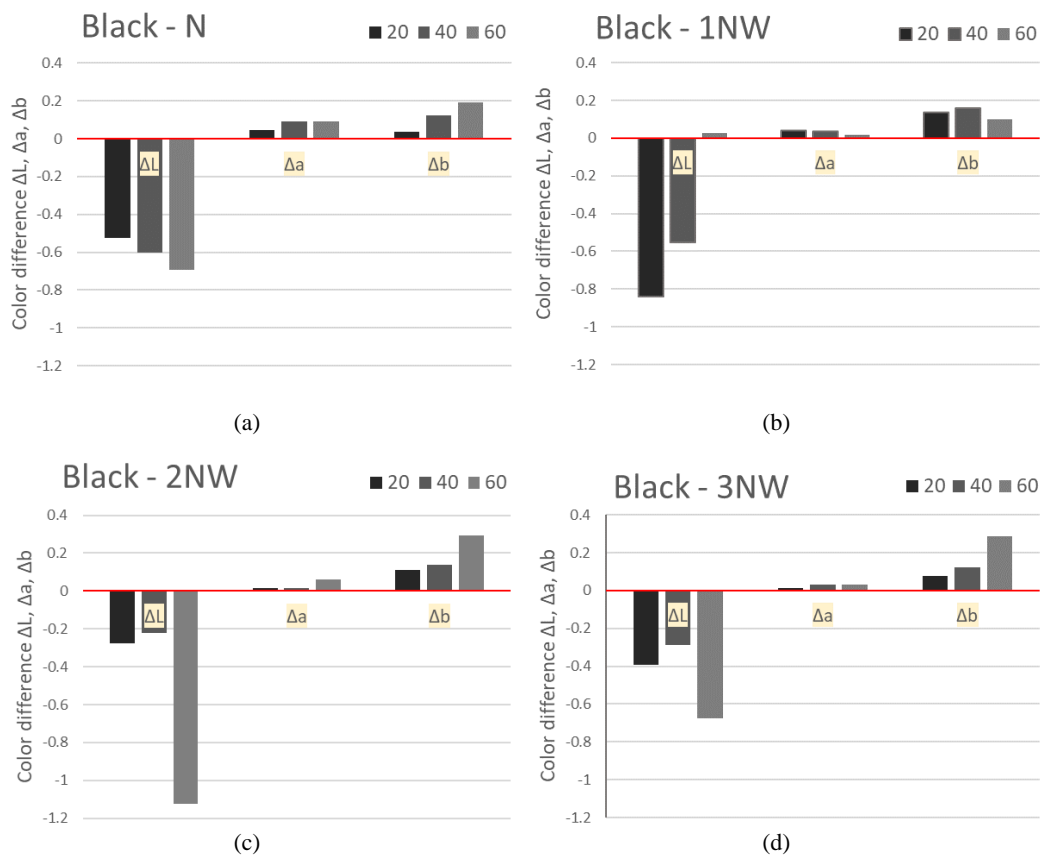 Black - N
20 40 60
Color difference ΔL, Δa, Δb
0.4
0.2
0
-0.2
-0.4
-0.6
-0.8
-1
-1.2
ΔL Δa Δb
(a)
Black - 1NW
20 40 60
Color difference ΔL, Δa, Δb
0.4
0.2
0
-0.2
-0.4
-0.6
-0.8
-1
-1.2
ΔL Δa Δb
(b)
Black - 2NW
20 40 60
Color difference ΔL, Δa, Δb
0.4
0.2
0
-0.2
-0.4
-0.6
-0.8
-1
-1.2
ΔL Δa Δb
(c)
Black - 3NW
20 40 60
Color difference ΔL, Δa, Δb
0.4
0.2
0
-0.2
-0.4
-0.6
-0.8
-1
-1.2
ΔL Δa Δb
(d)